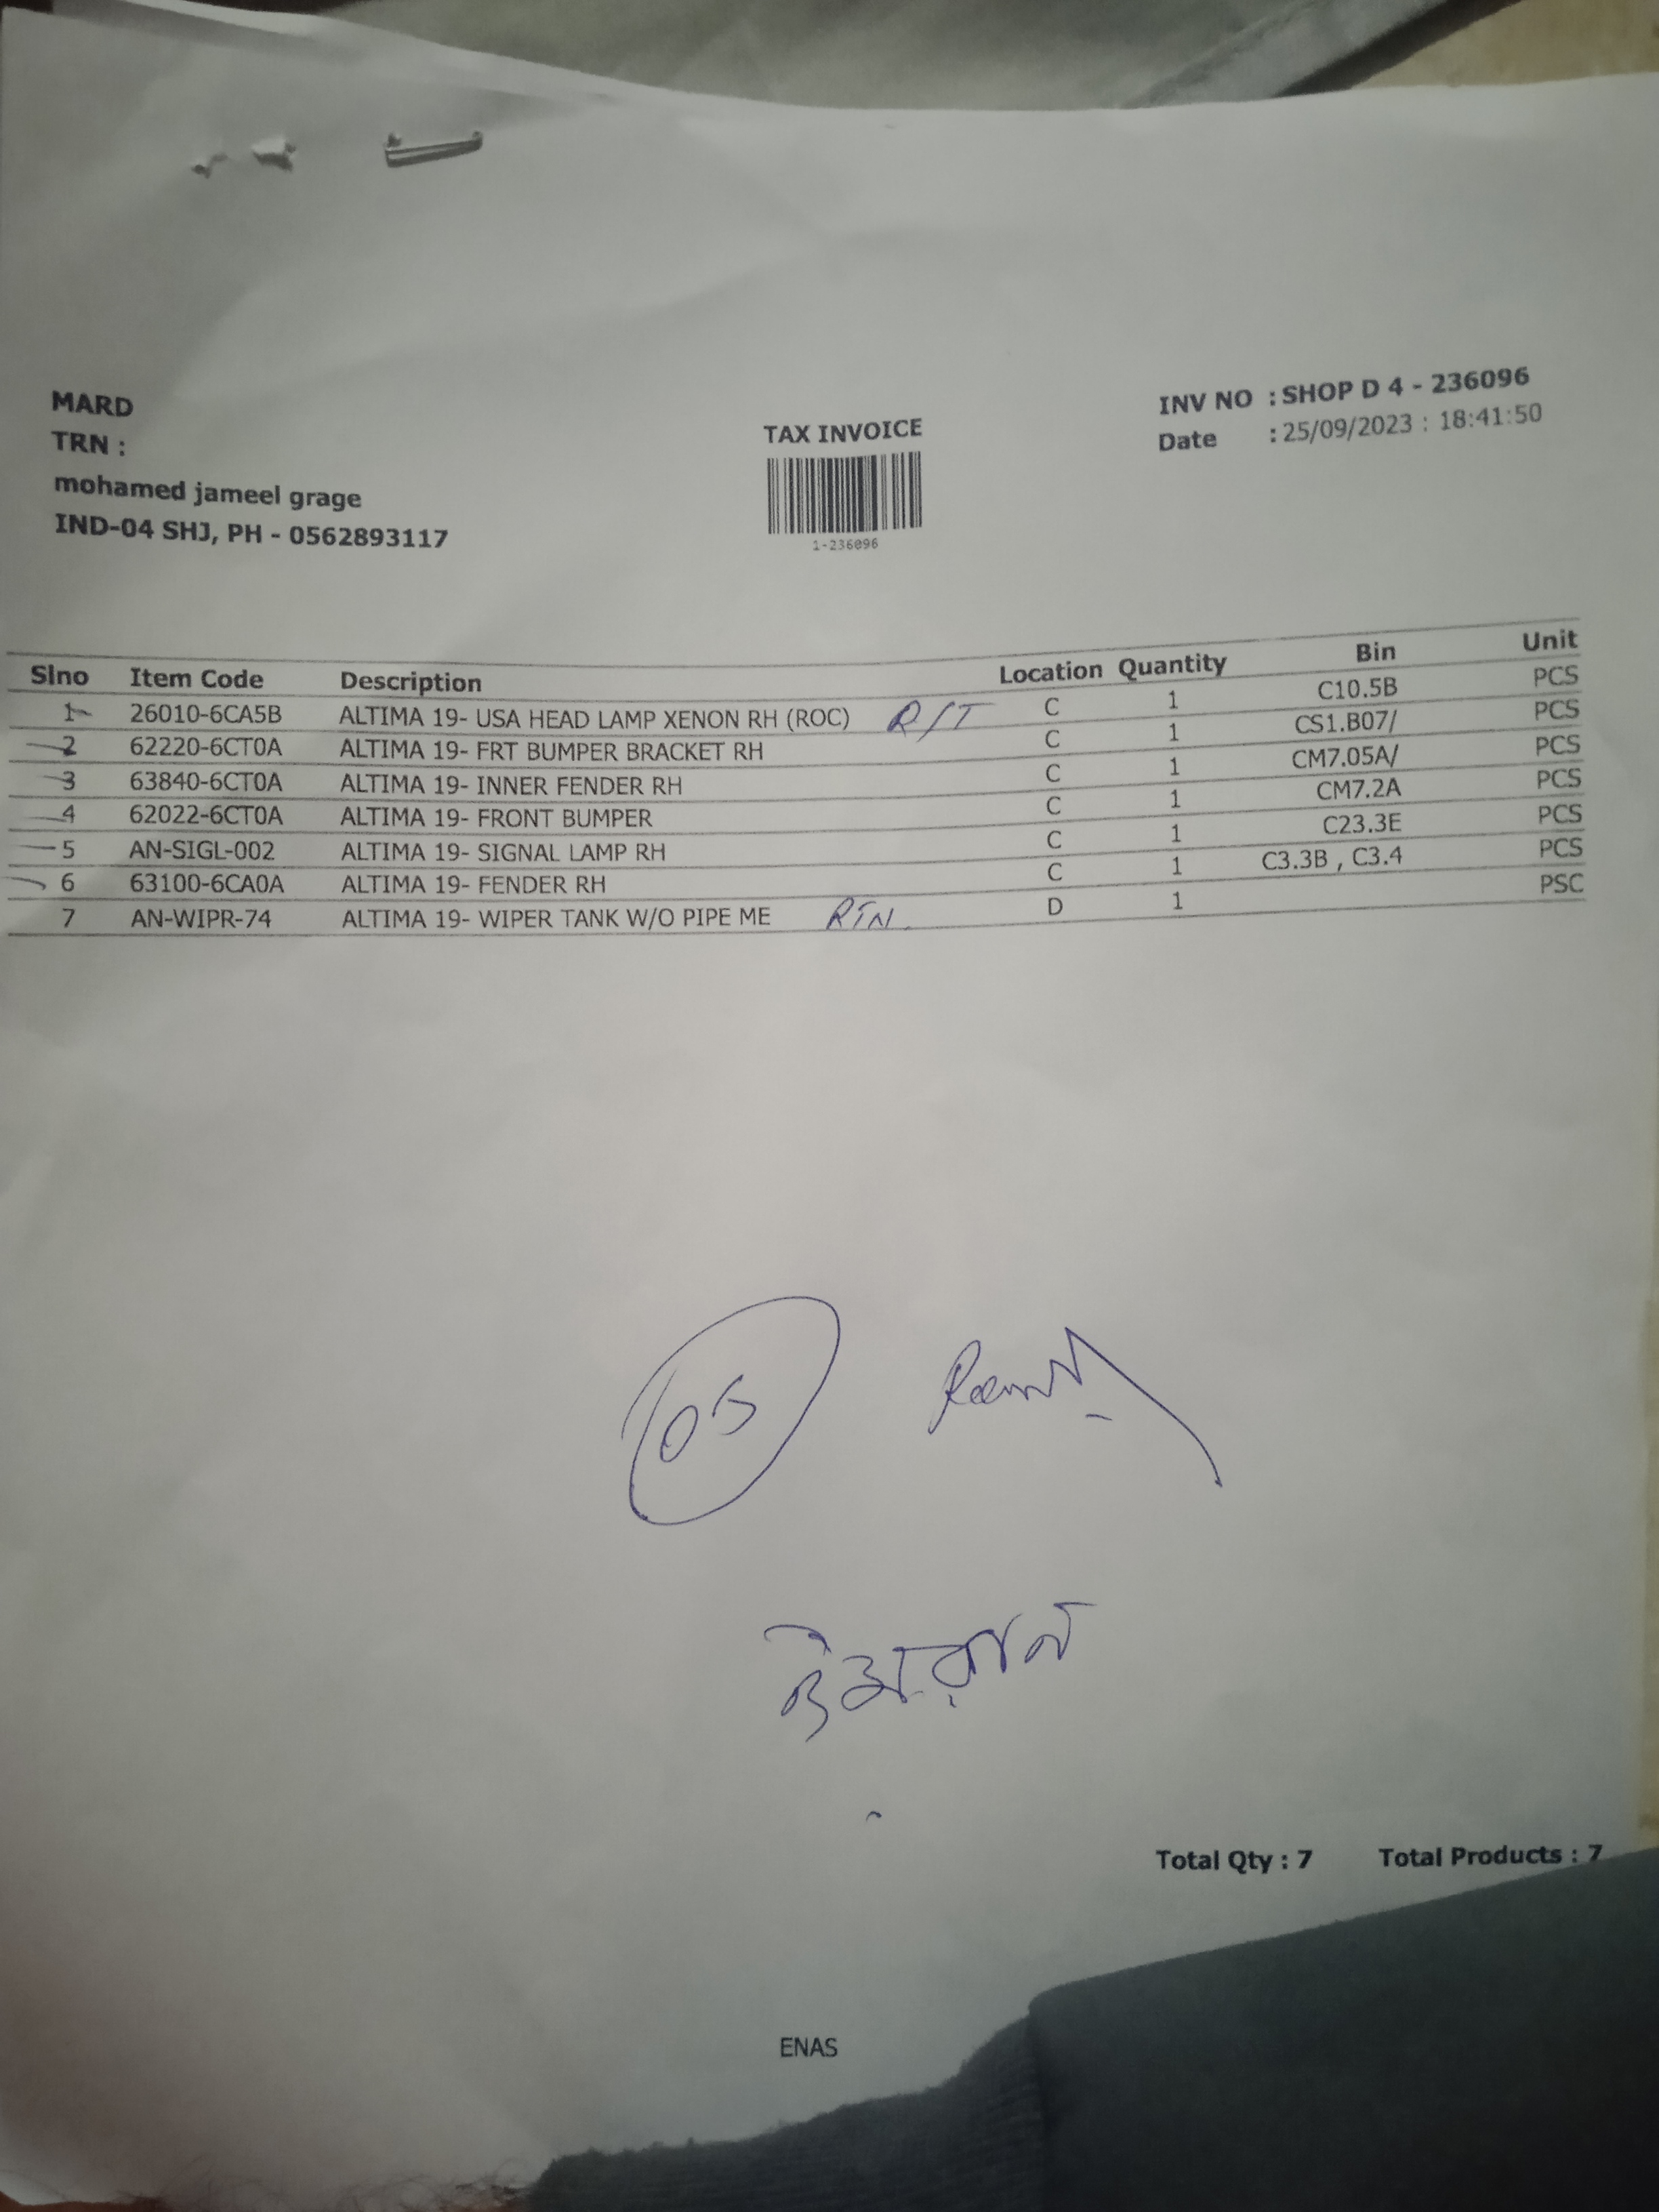 MARD
TRN :
mohamed jameel grage
IND-04 SHJ, PH - 0562893117
TAX INVOICE
1-236096
INV NO : SHOP D 4 - 236096
Date : 25/09/2023 : 18:41:50
Slno Item Code Description Location Quantity Bin Unit
1 26010-6CA5B ALTIMA 19- USA HEAD LAMP XENON RH (ROC) R/T C 1 C10.5B PCS
2 62220-6CT0A ALTIMA 19- FRT BUMPER BRACKET RH C 1 CS1.B07/ PCS
3 63840-6CT0A ALTIMA 19- INNER FENDER RH C 1 CM7.05A/ PCS
4 62022-6CT0A ALTIMA 19- FRONT BUMPER C 1 CM7.2A PCS
5 AN-SIGL-002 ALTIMA 19- SIGNAL LAMP RH C 1 C23.3E PCS
6 63100-6CA0A ALTIMA 19- FENDER RH C 1 C3.3B , C3.4 PCS
7 AN-WIPR-74 ALTIMA 19- WIPER TANK W/O PIPE ME RTN D 1 PSC
05
ইমরান
Total Qty : 7 Total Products : 7
ENAS